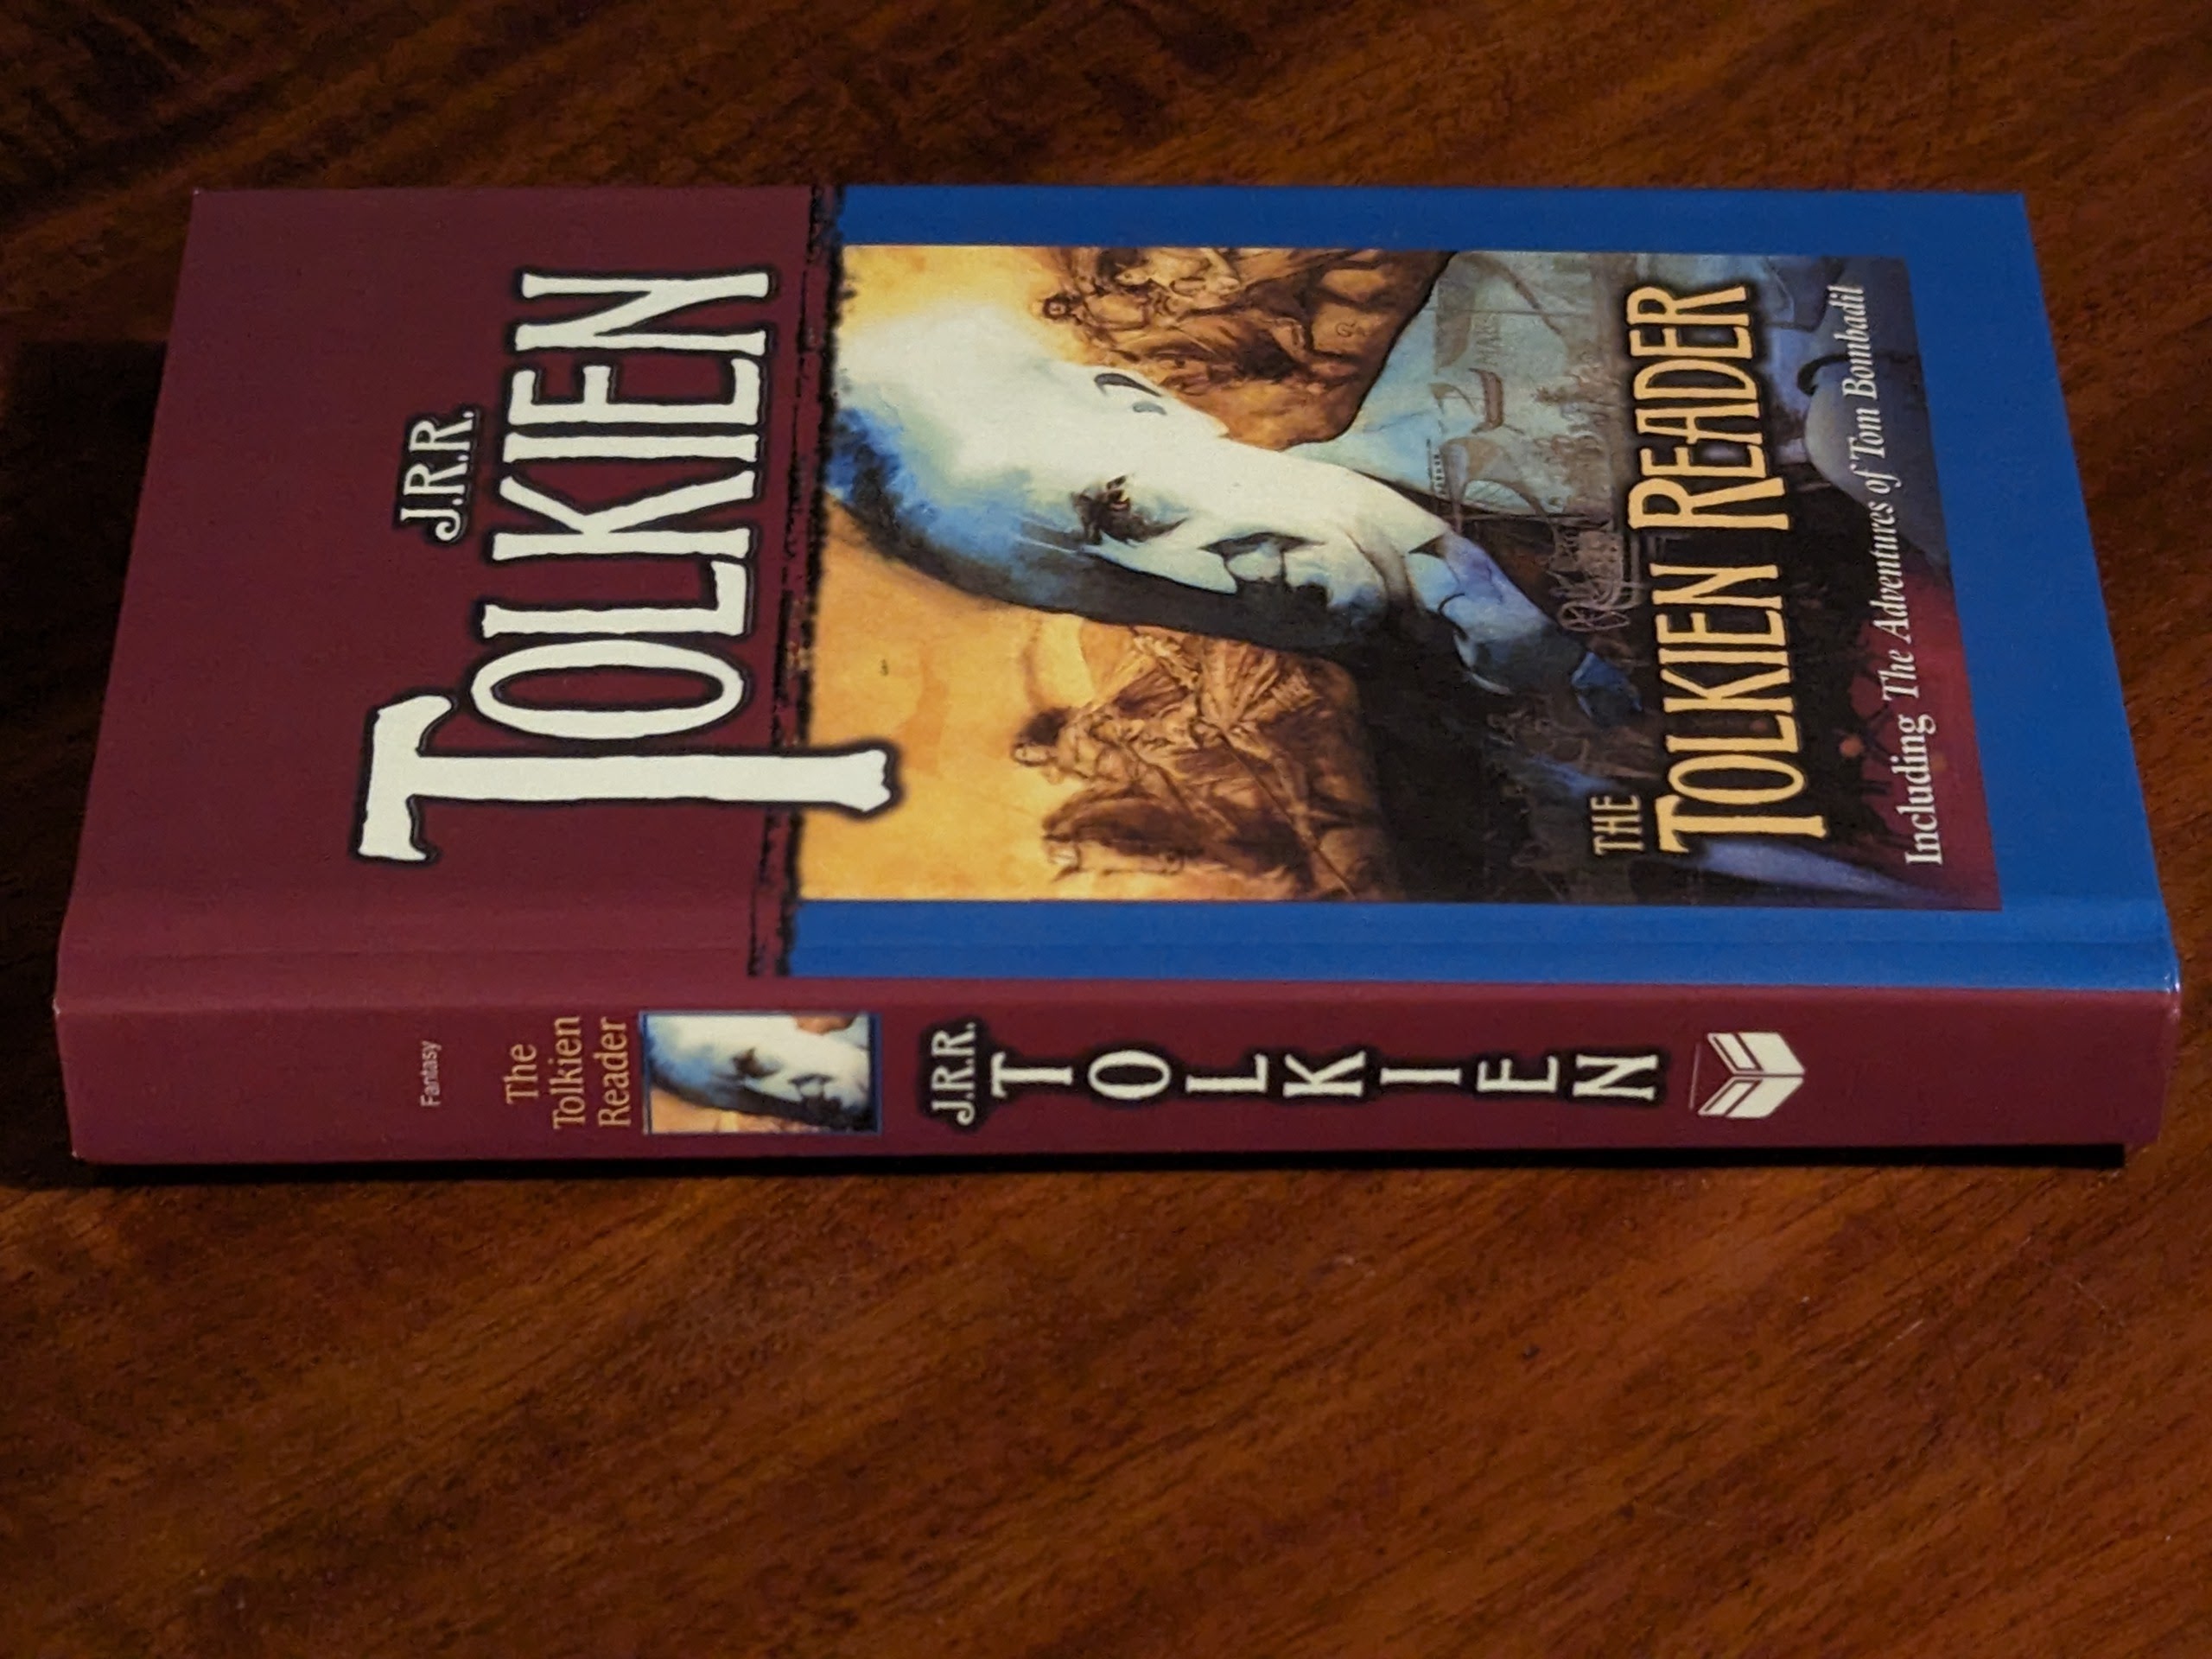 J.R.R.
TOLKIEN
THE
TOLKIEN READER
Including The Adventures of Tom Bombadil
Fantasy
The
Tolkien
Reader
J.R.R.
TOLKIEN